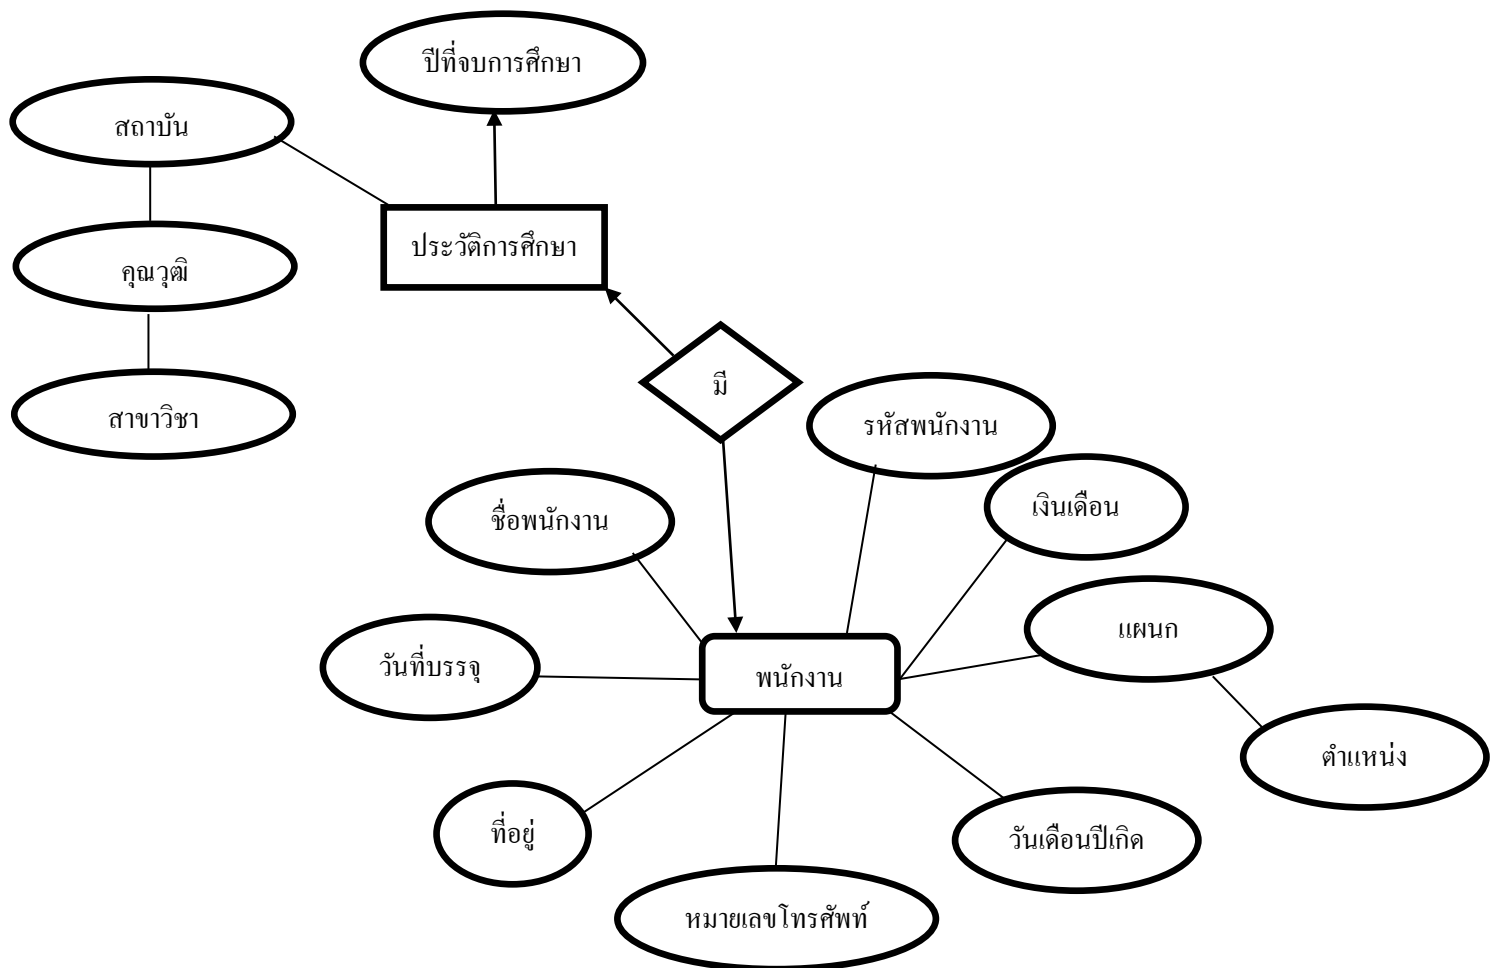 ปีที่จบการศึกษา
สถาบัน
ประวัติการศึกษา
คุณวุฒิ
มี
สาขาวิชา
รหัสพนักงาน
เงินเดือน
ชื่อพนักงาน
แผนก
วันที่บรรจุ
พนักงาน
ตำแหน่ง
ที่อยู่
วันเดือนปีเกิด
หมายเลขโทรศัพท์